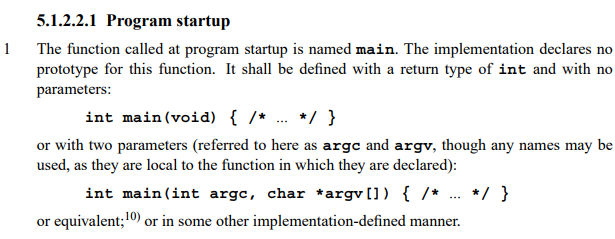 5.1.2.2.1 Program startup
1 The function called at program startup is named main. The implementation declares no
prototype for this function. It shall be defined with a return type of int and with no
parameters:
int main(void) { /* ... */ }
or with two parameters (referred to here as argc and argv, though any names may be
used, as they are local to the function in which they are declared):
int main(int argc, char *argv[]) { /* ... */ }
or equivalent;10) or in some other implementation-defined manner.